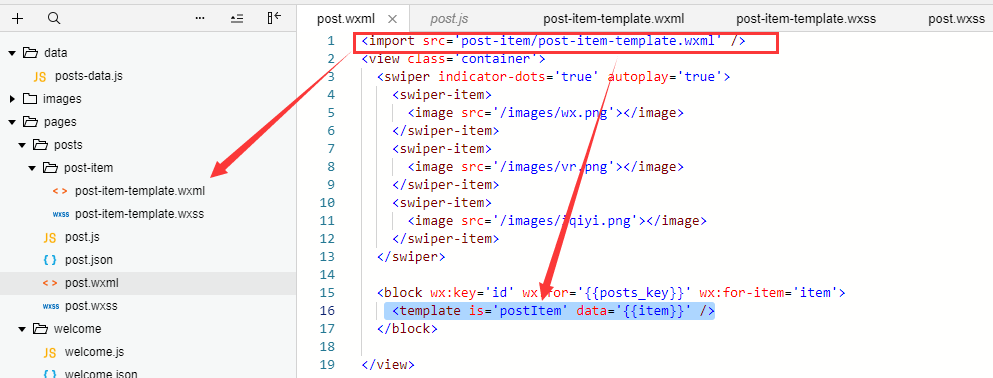 post.wxml
post.js
post-item-template.wxml
post-item-template.wxss
post.wxss
data
JS posts-data.js
images
pages
posts
post-item
< > post-item-template.wxml
wxss post-item-template.wxss
JS post.js
{ } post.json
< > post.wxml
wxss post.wxss
welcome
JS welcome.js
welcome.json
1 <import src='post-item/post-item-template.wxml' />
2 <view class='container'>
3 <swiper indicator-dots='true' autoplay='true'>
4 <swiper-item>
5 <image src='/images/wx.png'></image>
6 </swiper-item>
7 <swiper-item>
8 <image src='/images/vr.png'></image>
9 </swiper-item>
10 <swiper-item>
11 <image src='/images/iqiyi.png'></image>
12 </swiper-item>
13 </swiper>
14
15 <block wx:key='id' wx:for='{{posts_key}}' wx:for-item='item'>
16 <template is='postItem' data='{{item}}' />
17 </block>
18
19 </view>